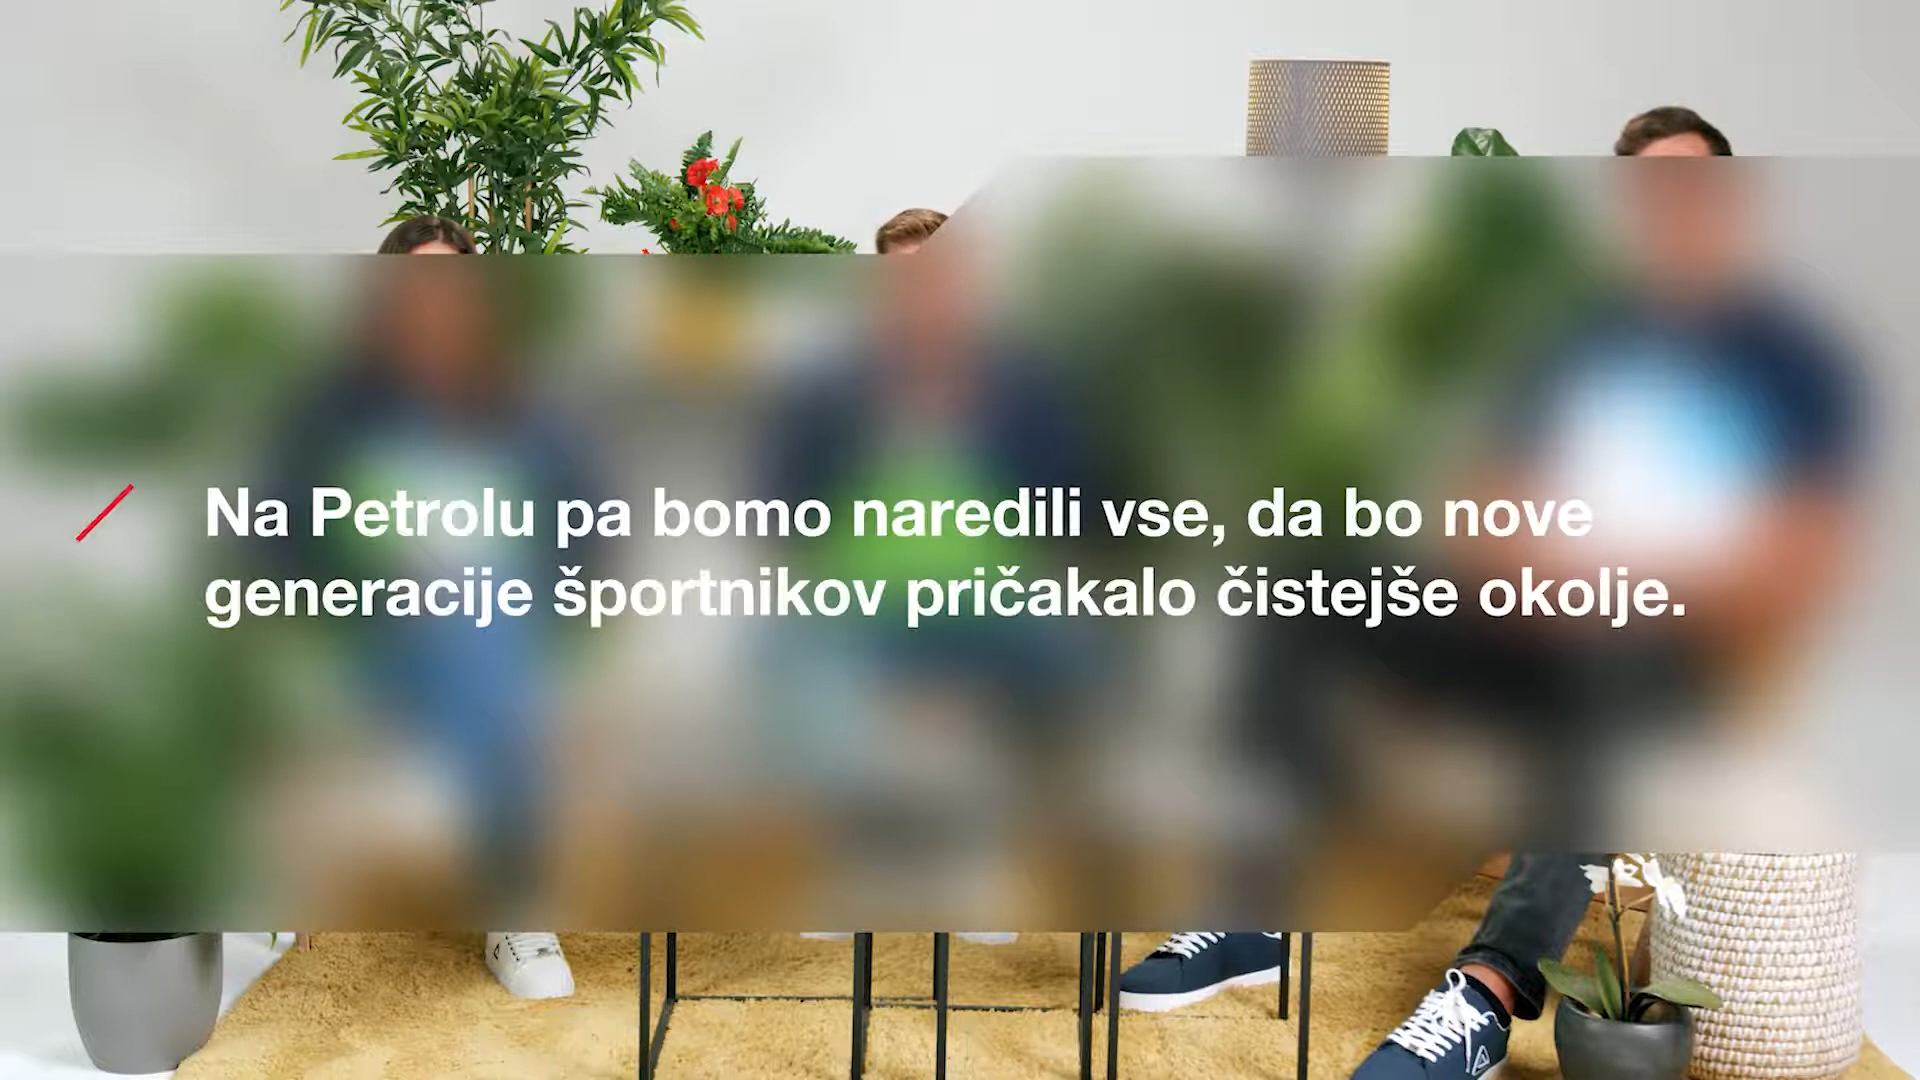 Na Petrolu pa bomo naredili vse, da bo nove
generacije športnikov pričakalo čistejše okolje.